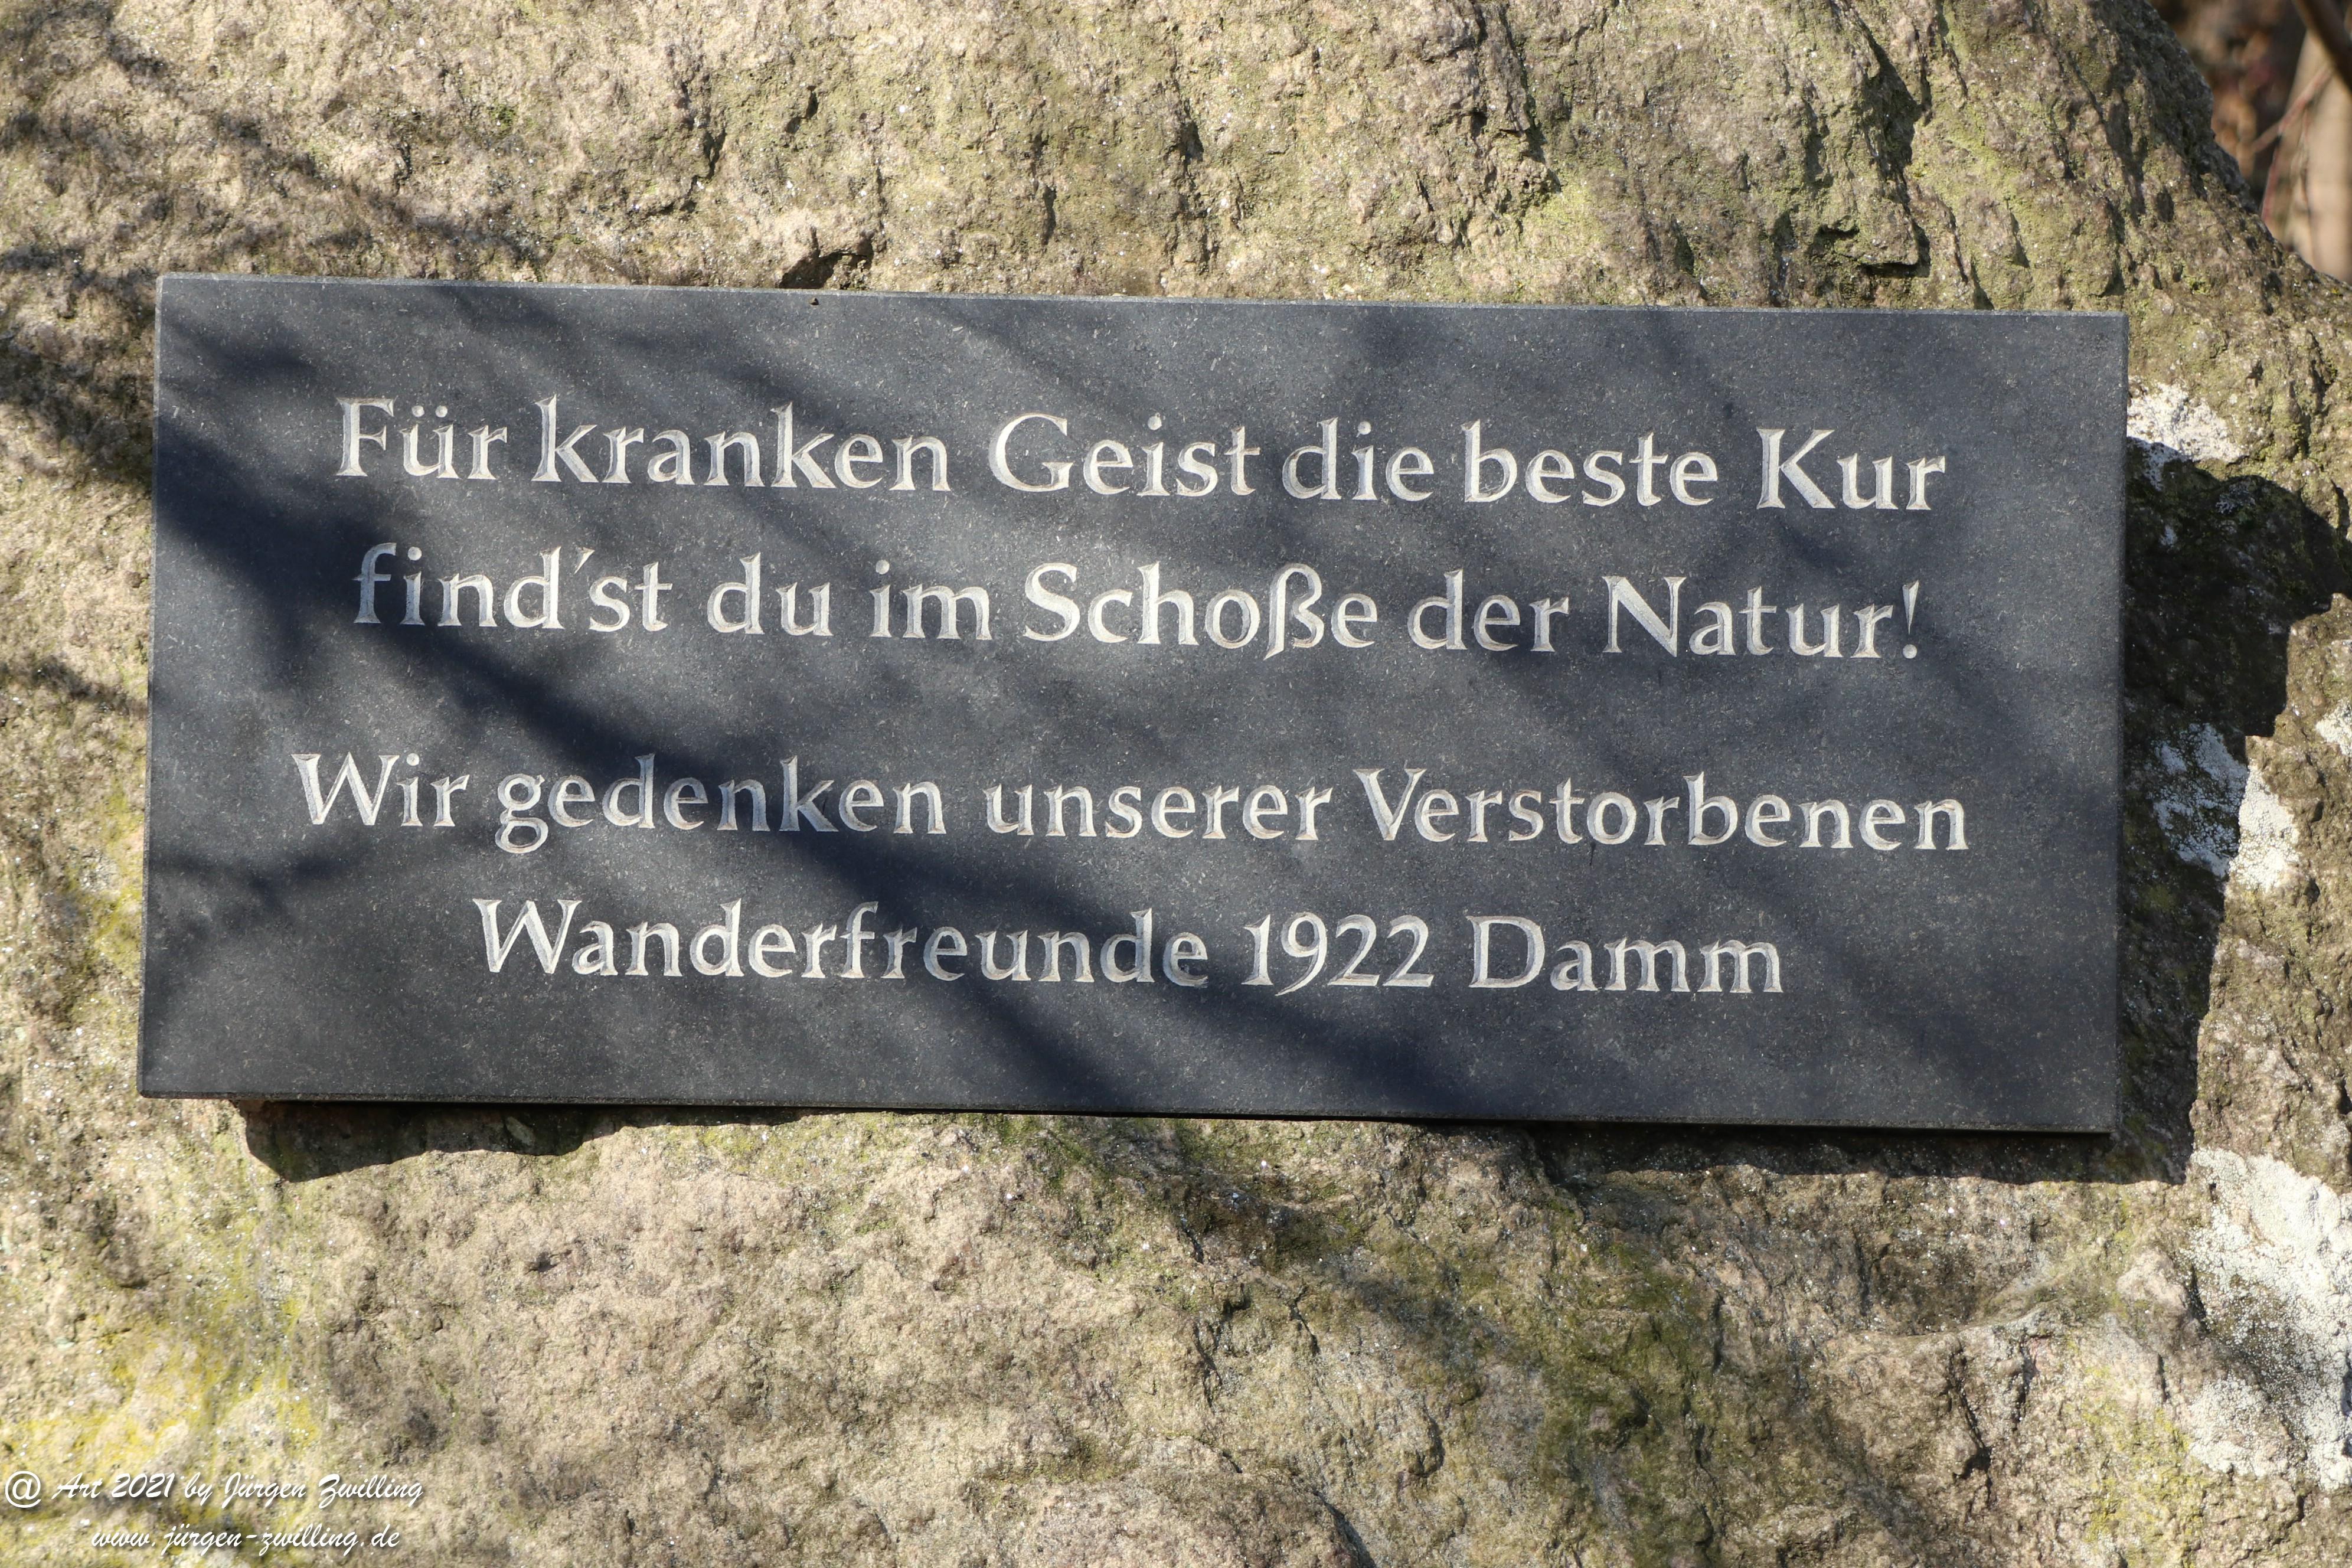 Für kranken Geist die beste Kur
find'st du im Schoße der Natur!
Wir gedenken unserer Verstorbenen
Wanderfreunde 1922 Damm
@ Art 2021 by Jürgen Zwilling
www.jürgen-zwilling.de